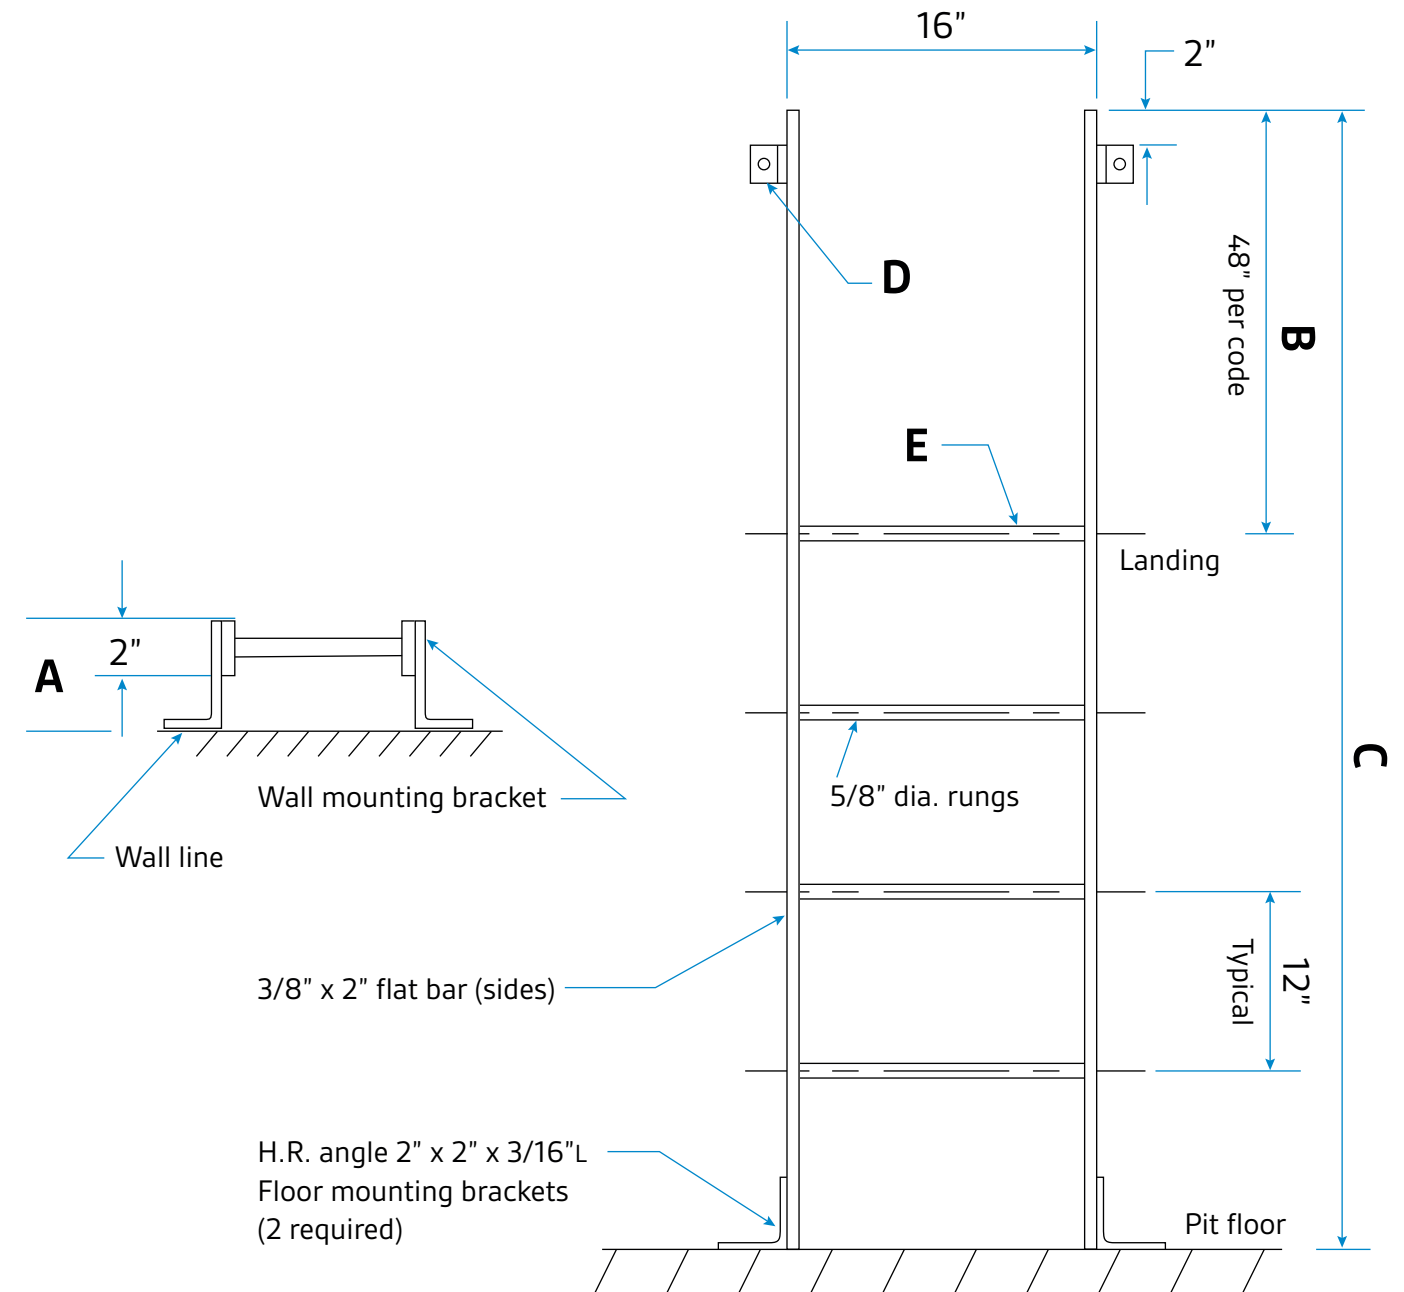 16”
2”
D
48” per code
B
E
Landing
2”
A
C
Wall mounting bracket
5/8” dia. rungs
Wall line
3/8” x 2” flat bar (sides)
Typical
12”
H.R. angle 2” x 2” x 3/16”L
Floor mounting brackets
(2 required)
Pit floor